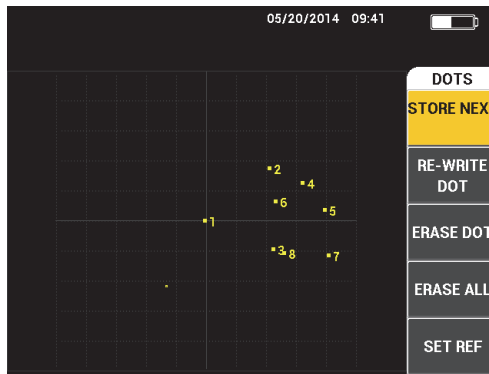 05/20/2014 09:41
DOTS
STORE NEX
RE-WRITE
DOT
ERASE DOT
ERASE ALL
SET REF
2
4
6
5
1
3
8
7